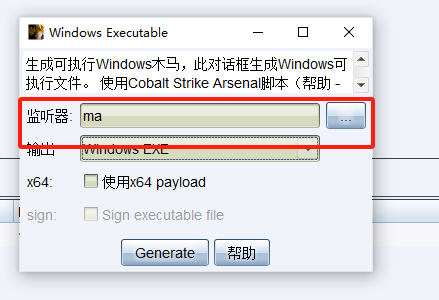 Windows Executable
生成可执行Windows木马，此对话框生成Windows可
执行文件。 使用Cobalt Strike Arsenal脚本（帮助 -
监听器: ma ...
输出 Windows EXE
x64: 使用x64 payload
sign: Sign executable file
Generate 帮助